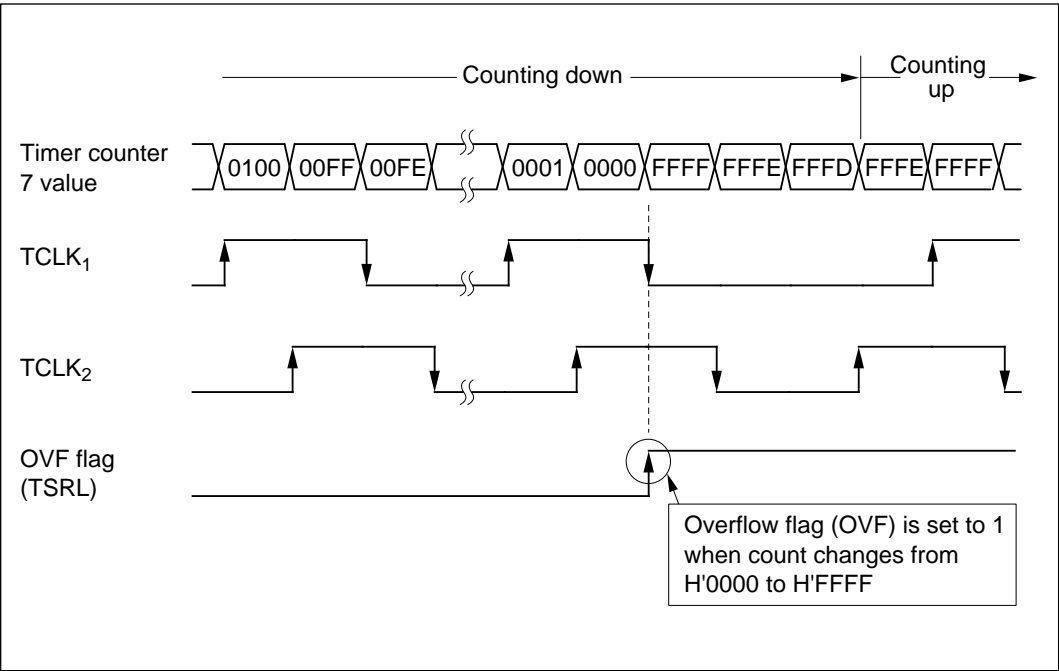 Counting down
Counting
up
Timer counter
7 value
0100 00FF 00FE 0001 0000 FFFF FFFE FFFD FFFE FFFF
TCLK1
TCLK2
OVF flag
(TSRL)
Overflow flag (OVF) is set to 1
when count changes from
H'0000 to H'FFFF